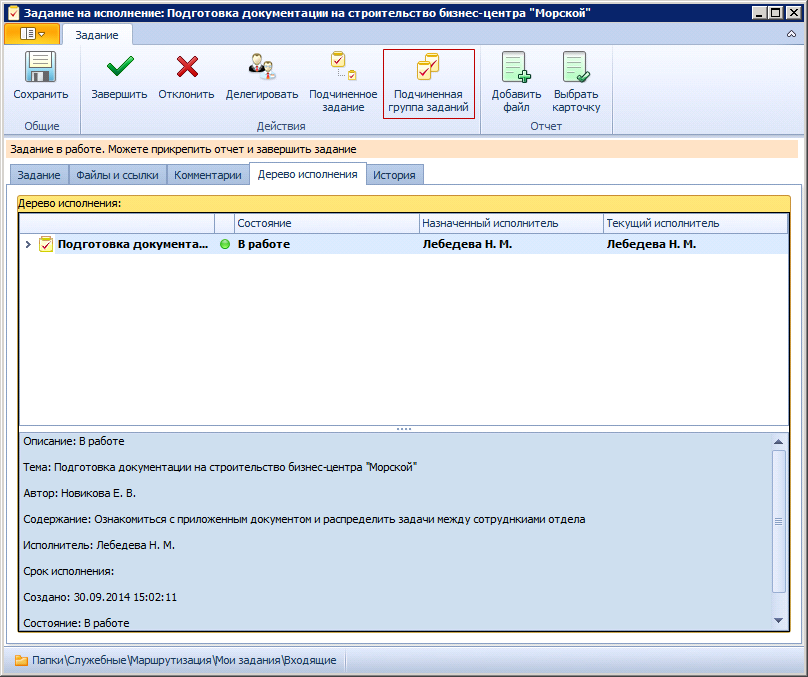 Задание на исполнение: Подготовка документации на строительство бизнес-центра "Морской"
Задание
Сохранить
Завершить
Отклонить
Делегировать
Подчиненное
задание
Подчиненная
группа заданий
Добавить
файл
Выбрать
карточку
Общие
Действия
Отчет
Задание в работе. Можете прикрепить отчет и завершить задание
Задание
Файлы и ссылки
Комментарии
Дерево исполнения
История
Дерево исполнения:
Состояние
Назначенный исполнитель
Текущий исполнитель
Подготовка документа...
В работе
Лебедева Н. М.
Лебедева Н. М.
Описание: В работе
Тема: Подготовка документации на строительство бизнес-центра "Морской"
Автор: Новикова Е. В.
Содержание: Ознакомиться с приложенным документом и распределить задачи между сотруднкиами отдела
Исполнитель: Лебедева Н. М.
Срок исполнения:
Создано: 30.09.2014 15:02:11
Состояние: В работе
Папки\Служебные\Маршрутизация\Мои задания\Входящие